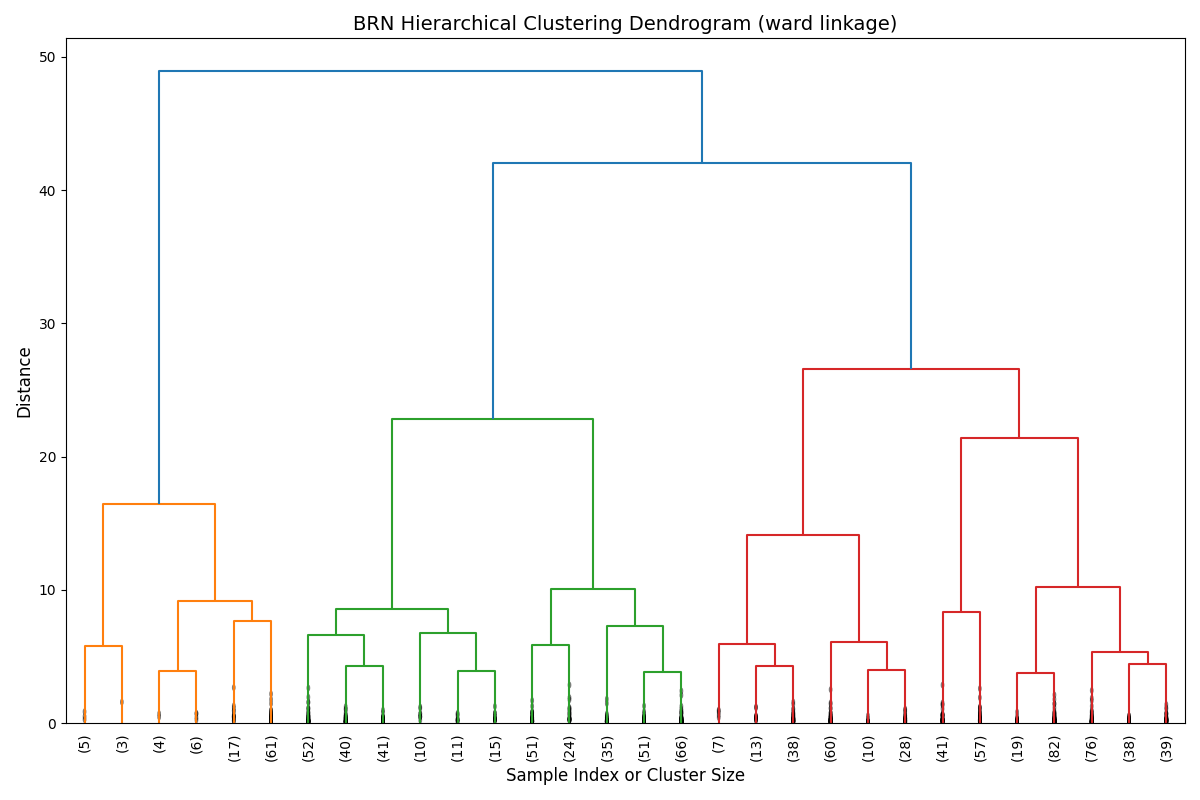 BRN Hierarchical Clustering Dendrogram (ward linkage)
50
40
30
20
10
0
Distance
(5) (3) (4) (6) (17) (61) (52) (40) (41) (10) (11) (15) (51) (24) (35) (51) (66) (7) (13) (38) (60) (10) (28) (41) (57) (19) (82) (76) (38) (39)
Sample Index or Cluster Size